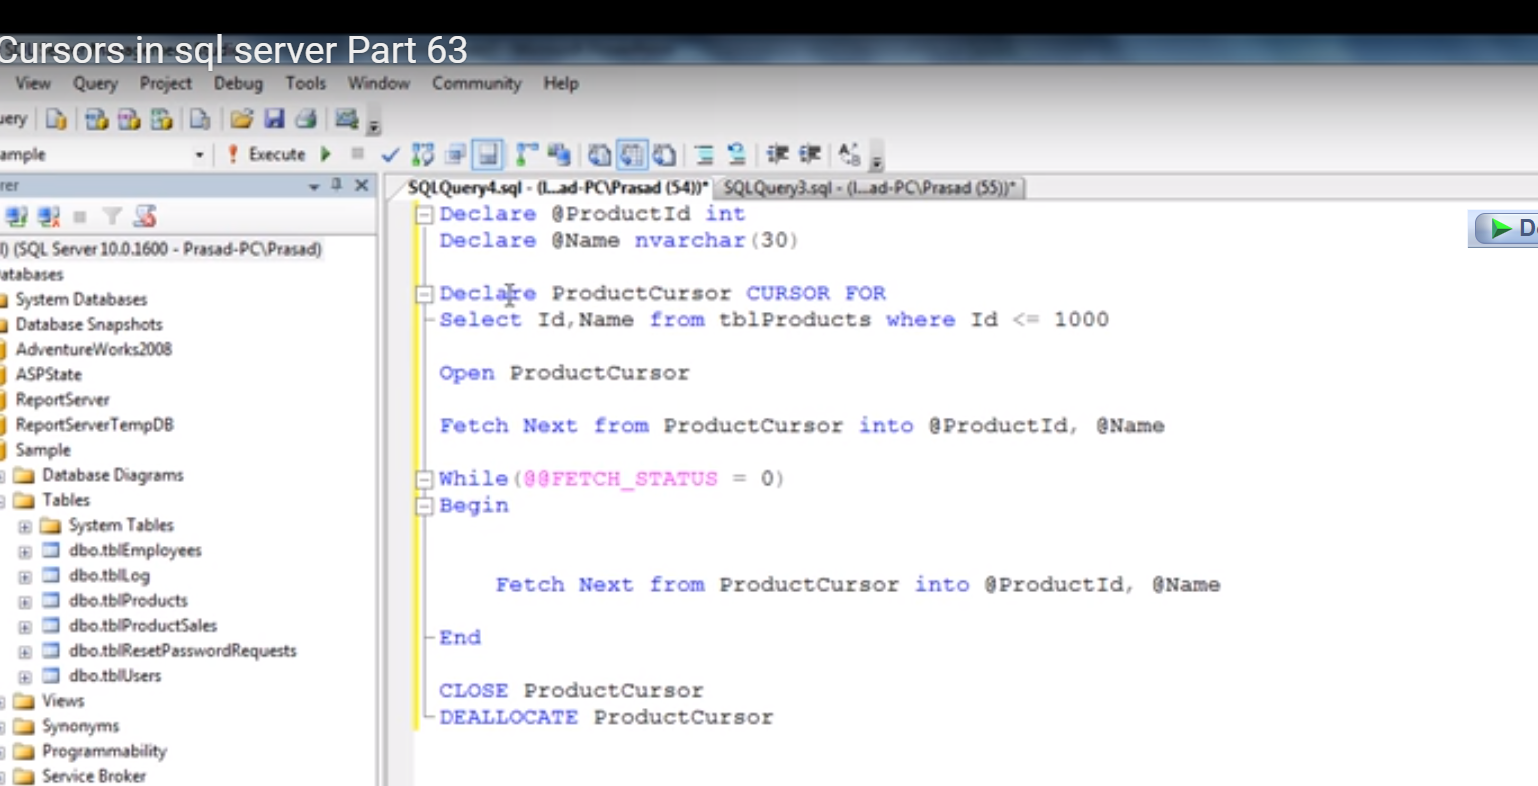 Cursors in sql server Part 63
View Query Project Debug Tools Window Community Help
Execute
SQLQuery4.sql - (l...ad-PC\Prasad (54))* SQLQuery3.sql - (l...ad-PC\Prasad (55))*
(SQL Server 10.0.1600 - Prasad-PC\Prasad)
System Databases
Database Snapshots
AdventureWorks2008
ASPState
ReportServer
ReportServerTempDB
Sample
Database Diagrams
Tables
System Tables
dbo.tblEmployees
dbo.tblLog
dbo.tblProducts
dbo.tblProductSales
dbo.tblResetPasswordRequests
dbo.tblUsers
Views
Synonyms
Programmability
Service Broker
Declare @ProductId int
Declare @Name nvarchar(30)
Declare ProductCursor CURSOR FOR
Select Id,Name from tblProducts where Id <= 1000
Open ProductCursor
Fetch Next from ProductCursor into @ProductId, @Name
While(@@FETCH_STATUS = 0)
Begin
Fetch Next from ProductCursor into @ProductId, @Name
End
CLOSE ProductCursor
DEALLOCATE ProductCursor